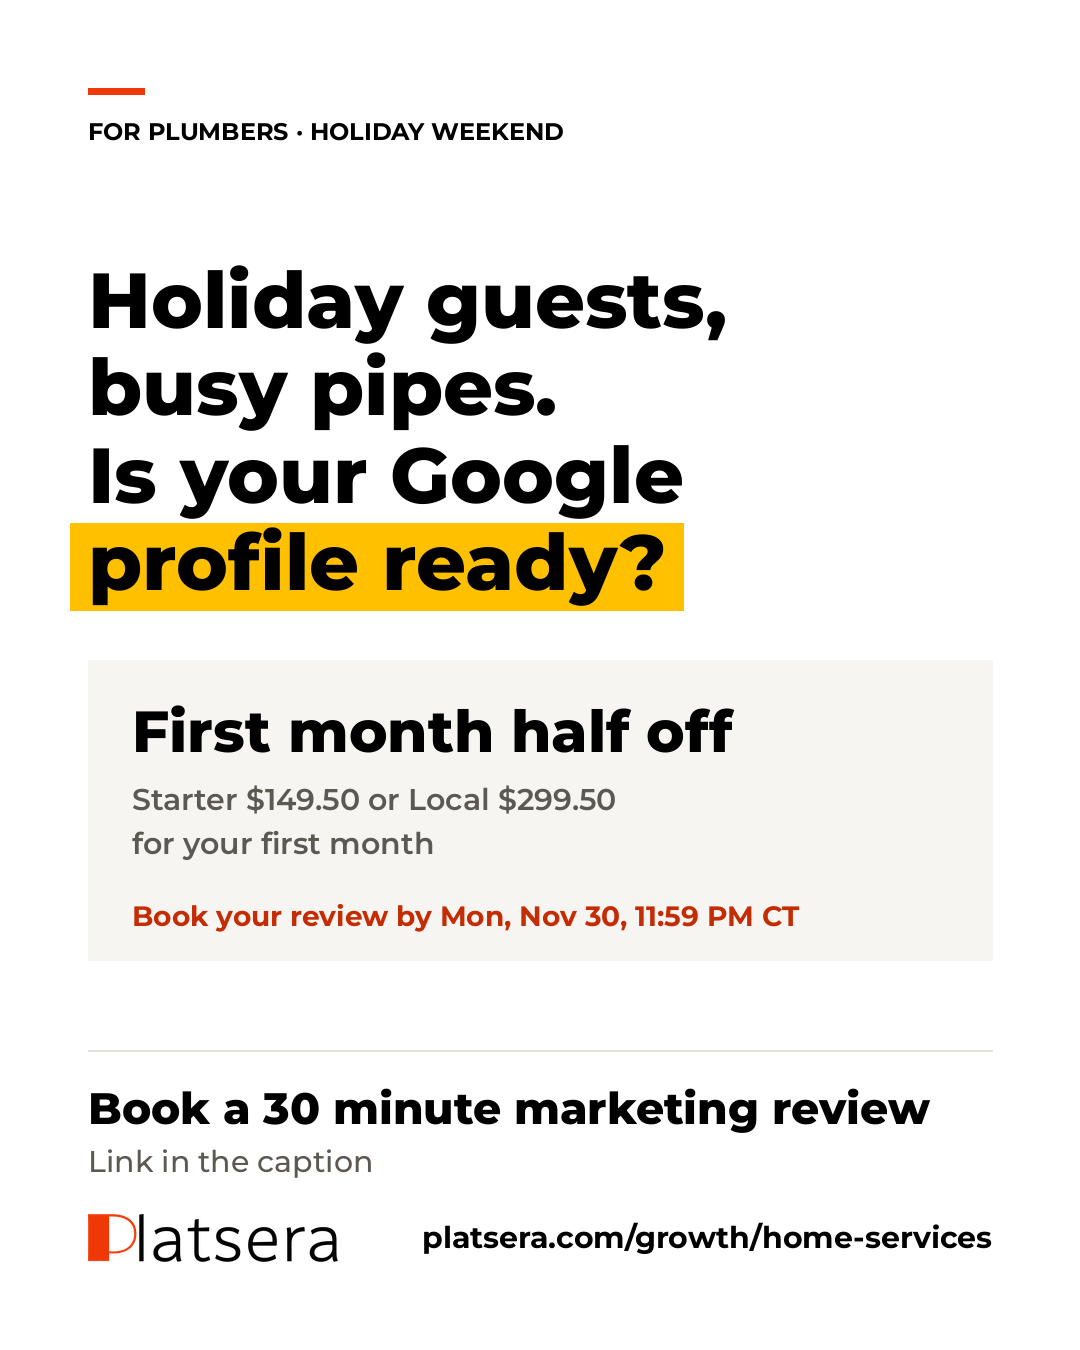 FOR PLUMBERS · HOLIDAY WEEKEND
Holiday guests,
busy pipes.
Is your Google
profile ready?
First month half off
Starter $149.50 or Local $299.50
for your first month
Book your review by Mon, Nov 30, 11:59 PM CT
Book a 30 minute marketing review
Link in the caption
Platsera
platsera.com/growth/home-services